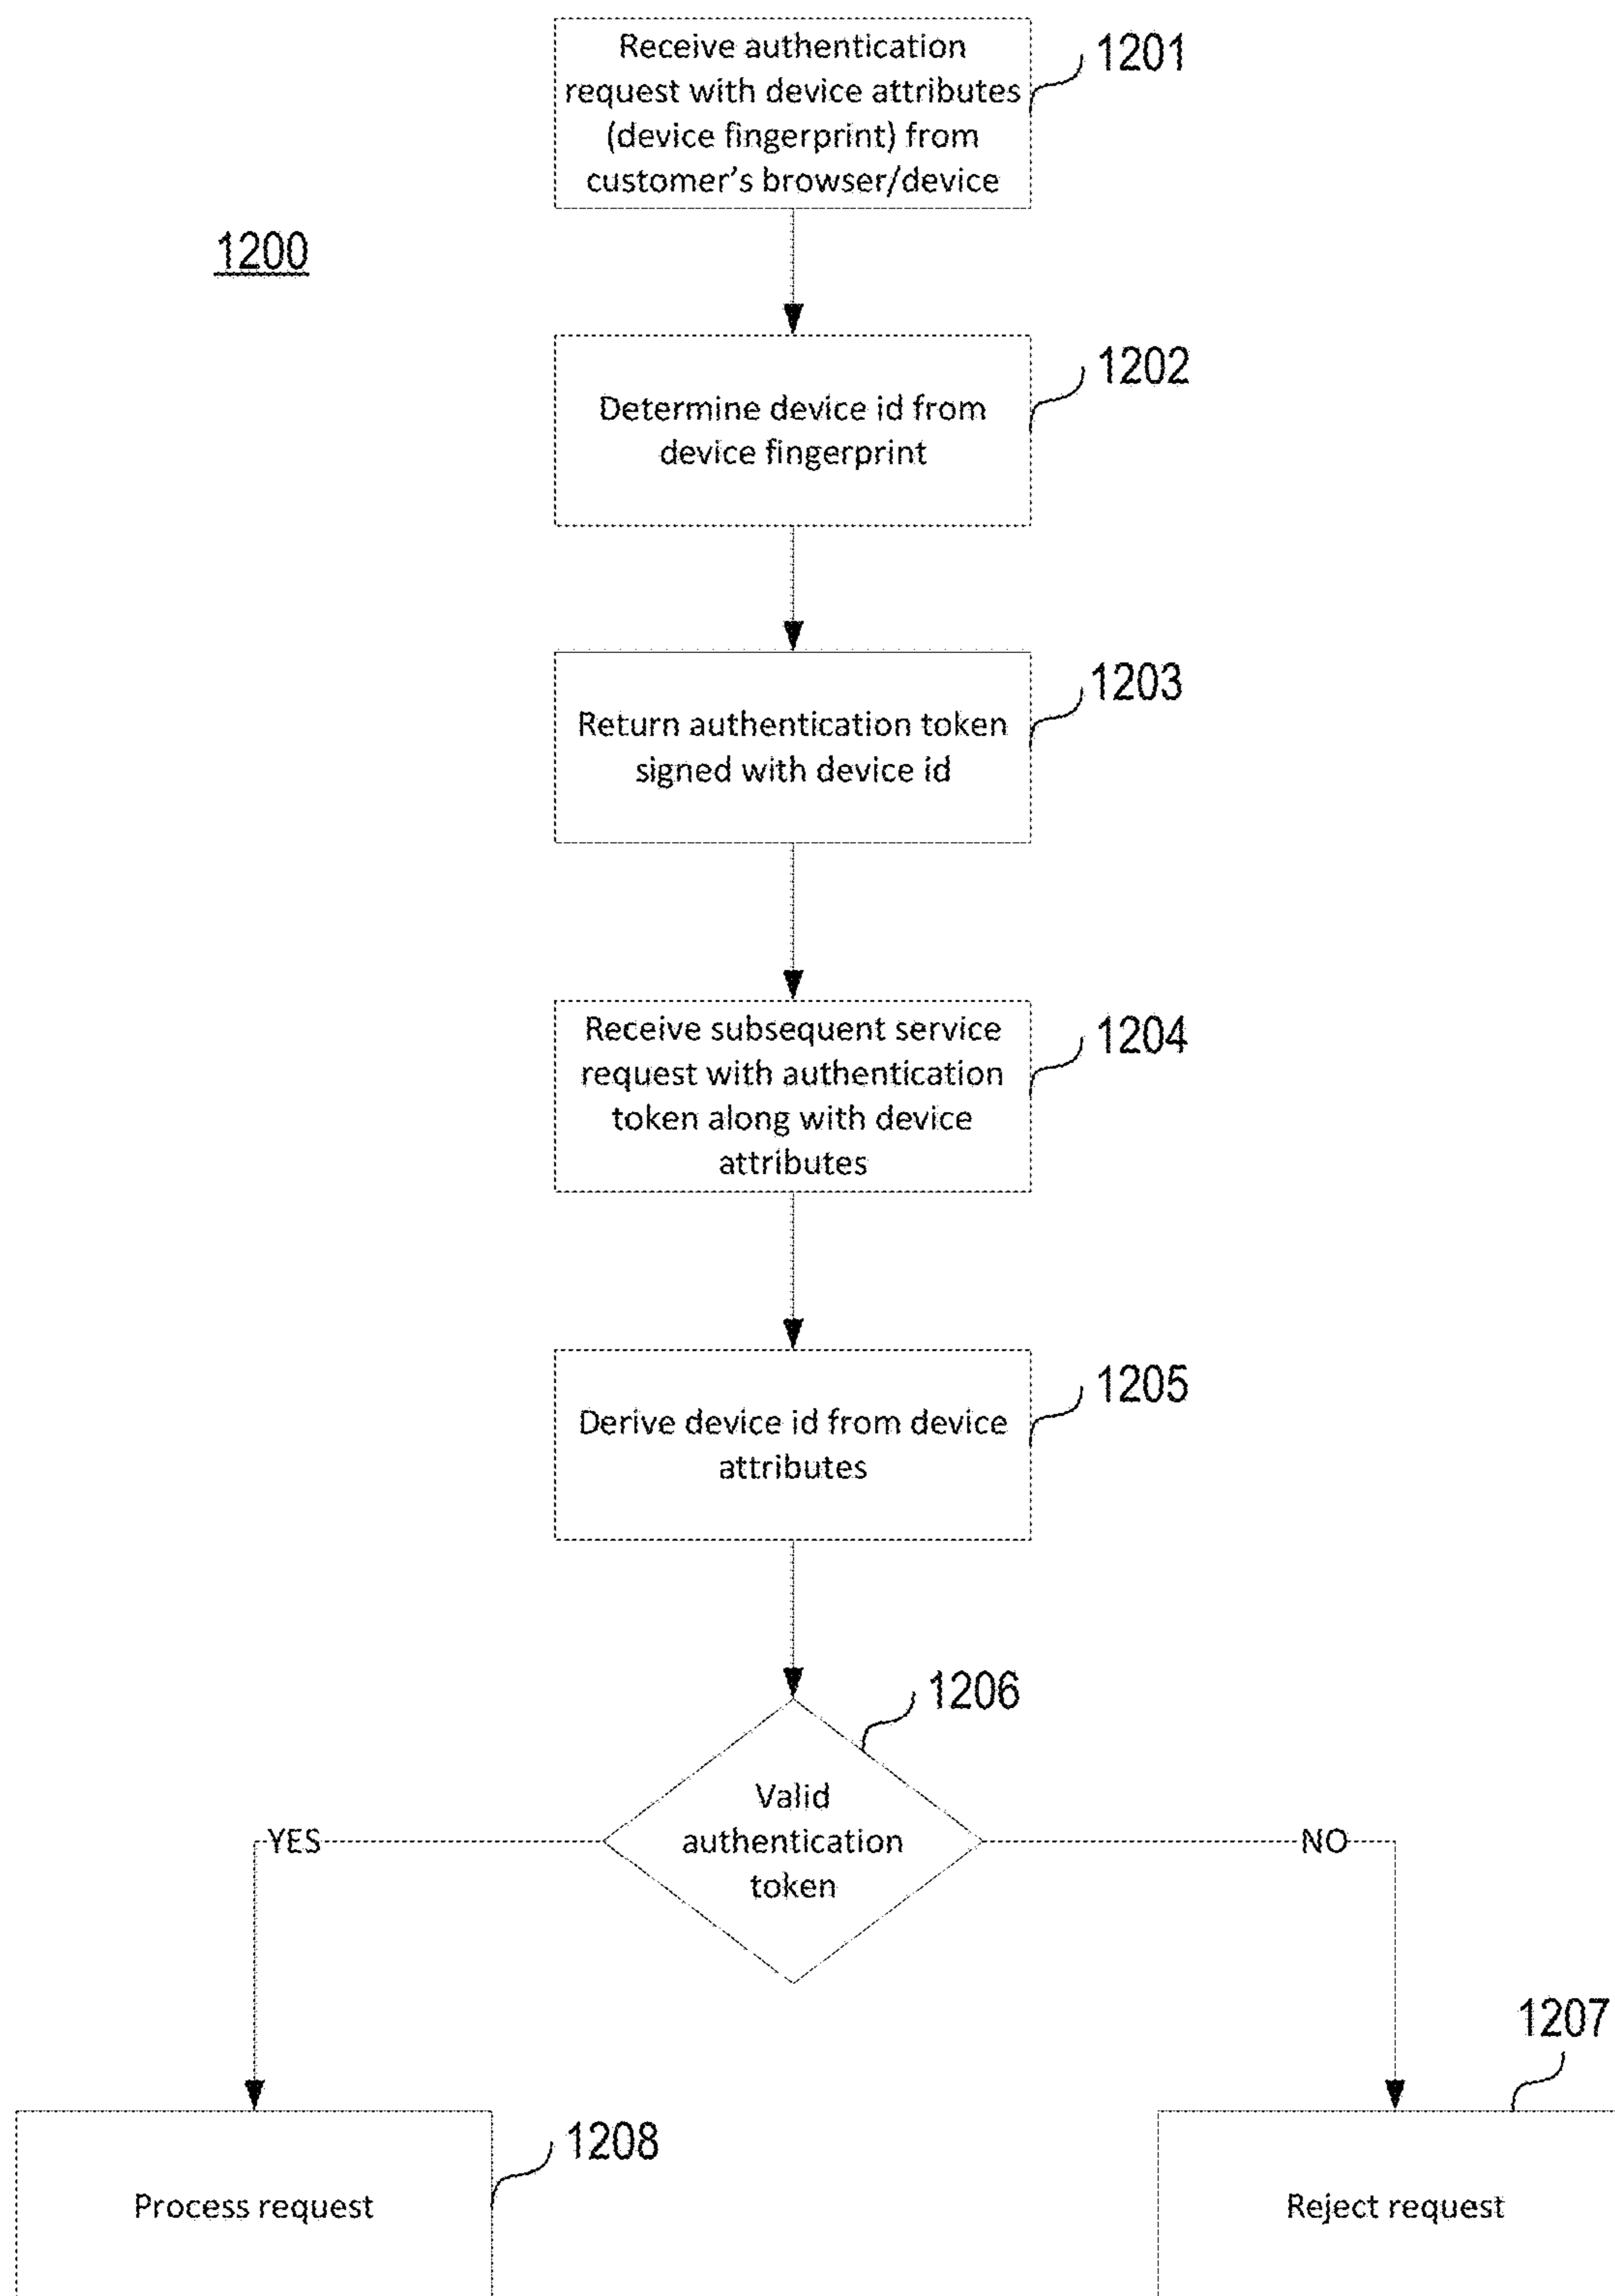 Receive authentication
request with device attributes
(device fingerprint) from
customer's browser/device
1201
1200
Determine device id from
device fingerprint
1202
Return authentication token
signed with device id
1203
Receive subsequent service
request with authentication
token along with device
attributes
1204
Derive device id from device
attributes
1205
1206
Valid
authentication
token
YES
NO
1207
1208
Process request
Reject request